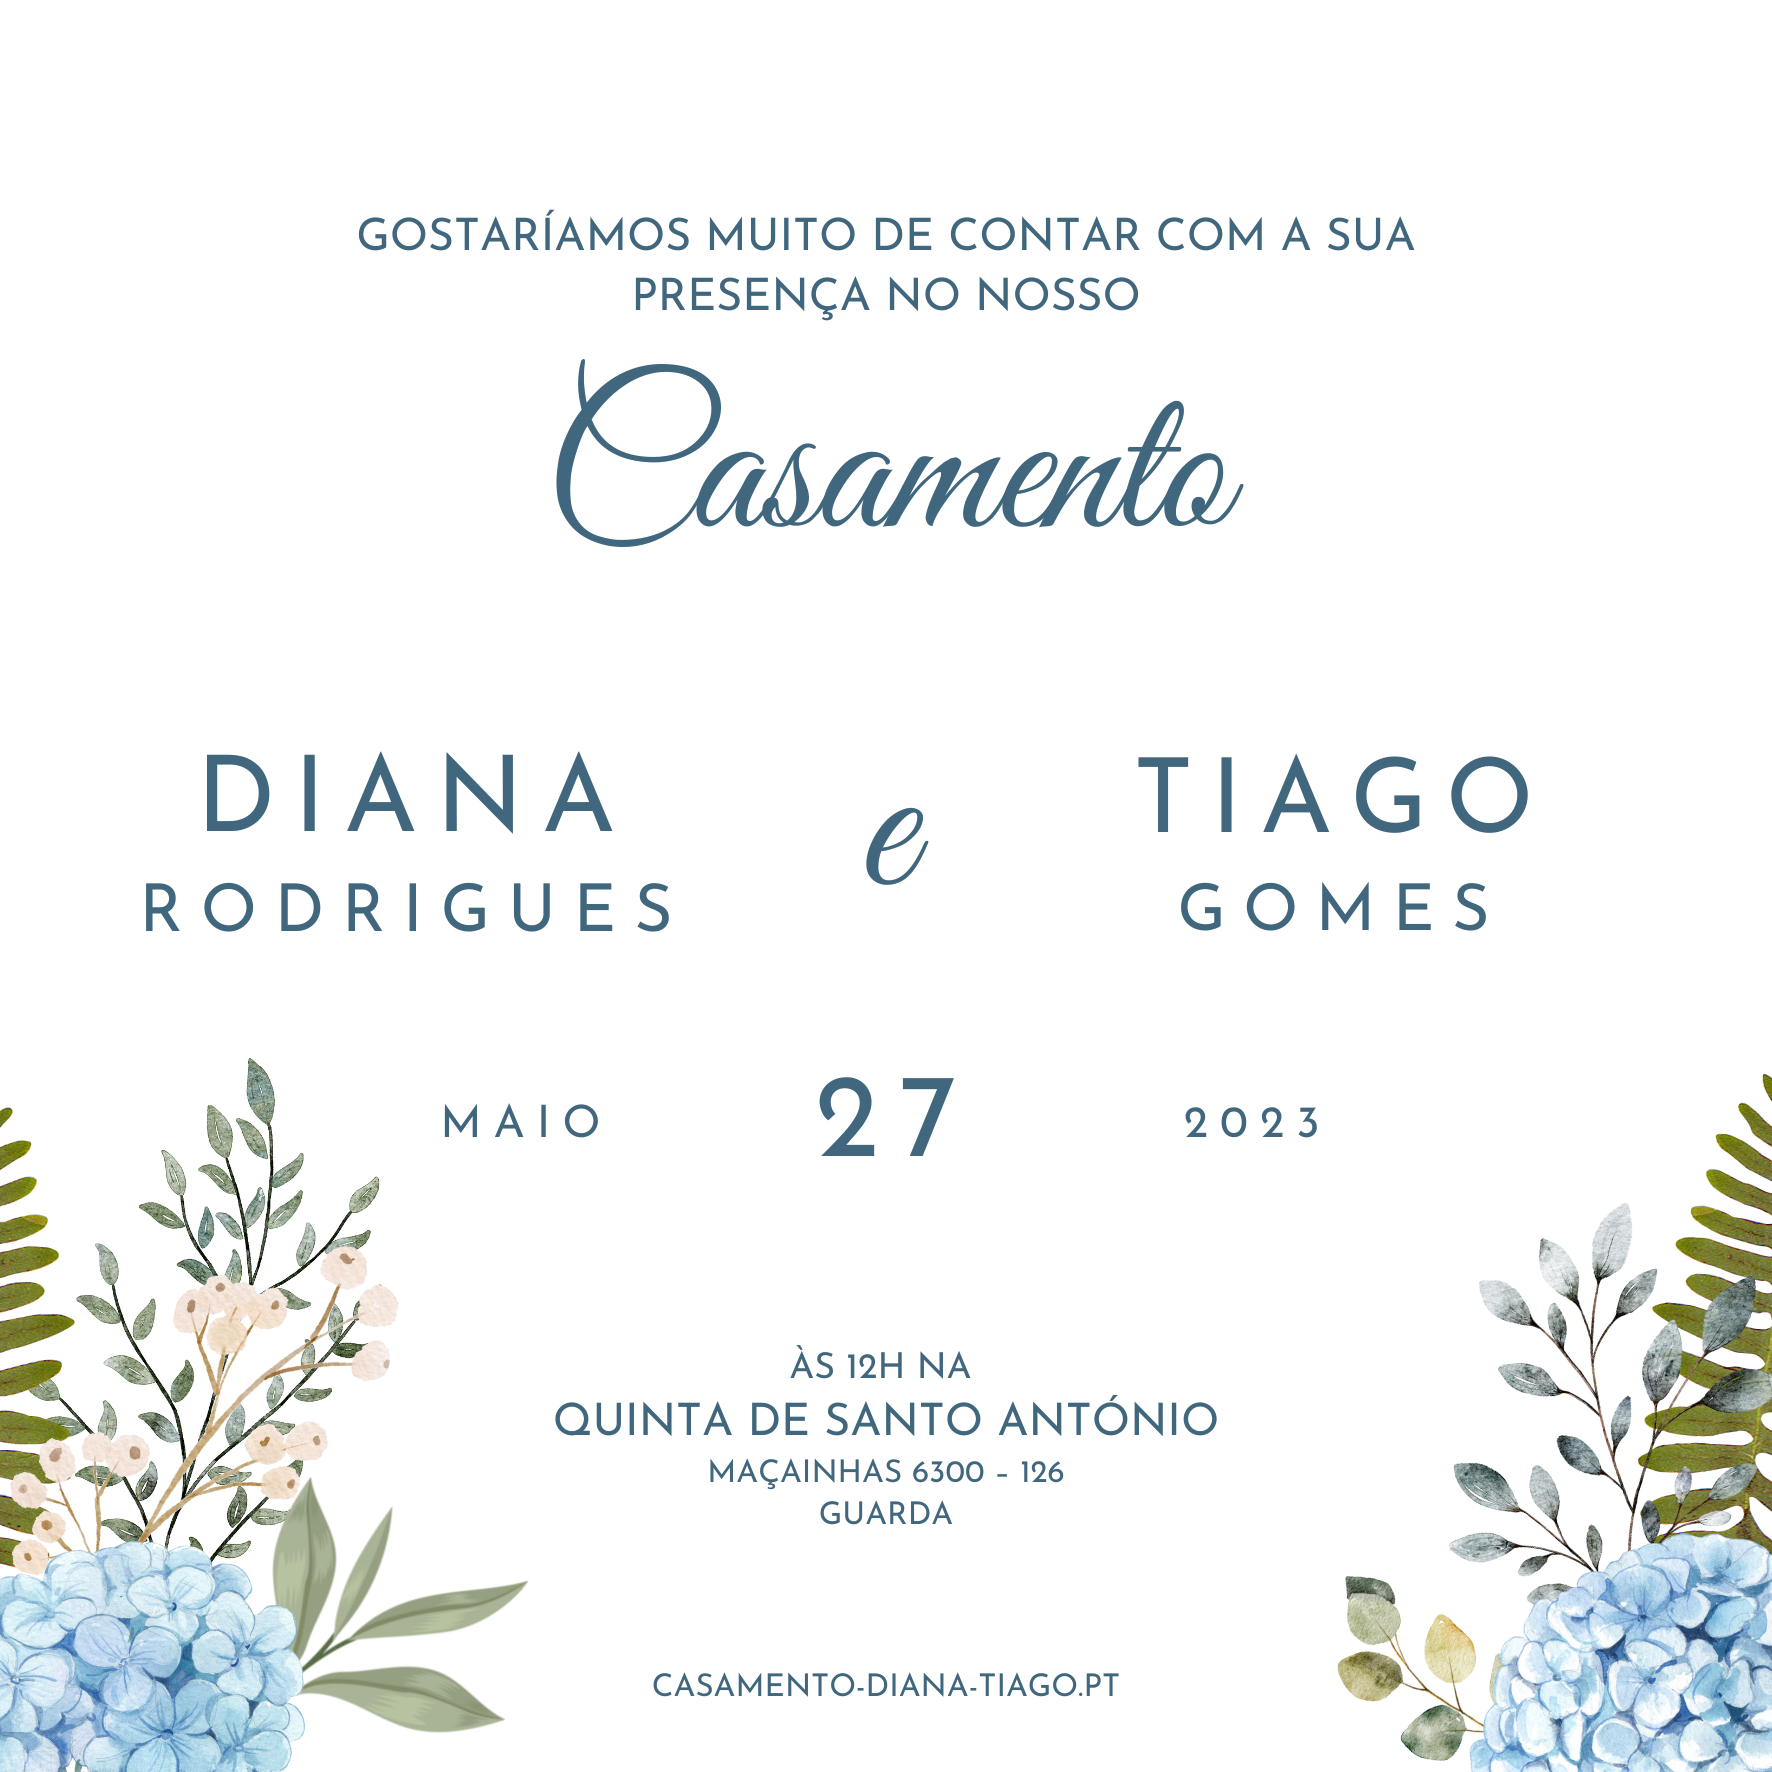 GOSTARÍAMOS MUITO DE CONTAR COM A SUA
PRESENÇA NO NOSSO
Casamento
DIANA
RODRIGUES
e
TIAGO
GOMES
MAIO 27 2023
ÀS 12H NA
QUINTA DE SANTO ANTÓNIO
MAÇAINHAS 6300 – 126
GUARDA
CASAMENTO-DIANA-TIAGO.PT